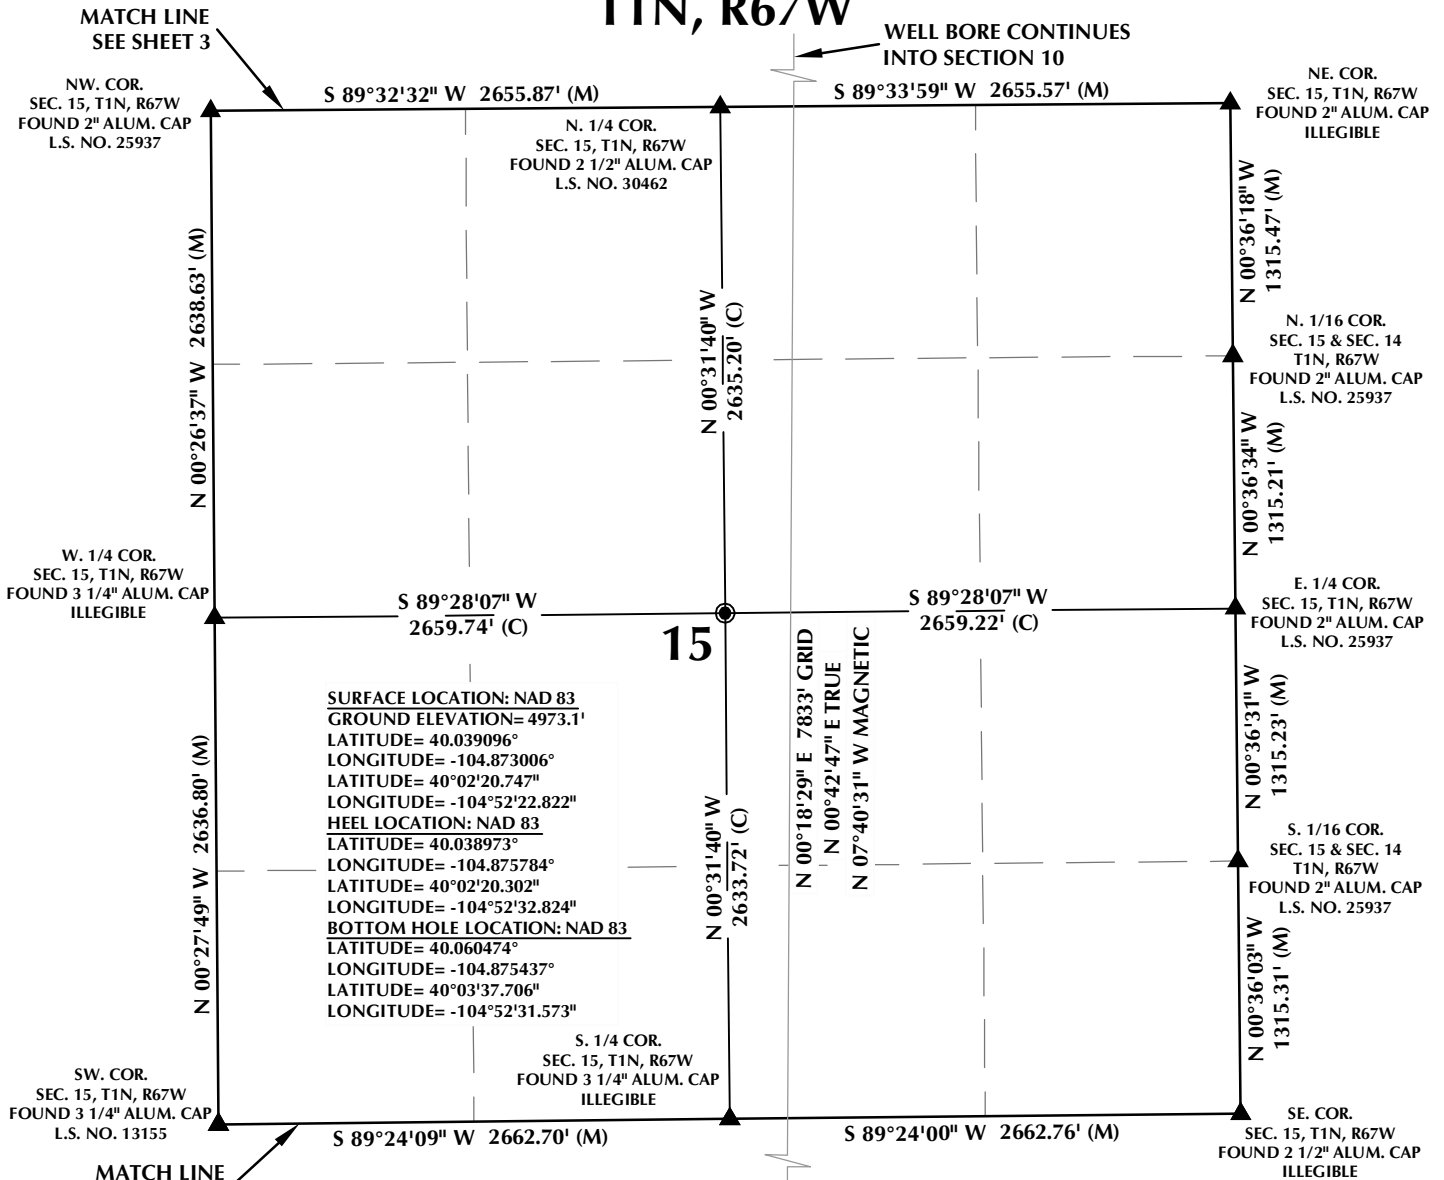 T1N, R67W
MATCH LINE
SEE SHEET 3
WELL BORE CONTINUES
INTO SECTION 10
NW. COR.
SEC. 15, T1N, R67W
FOUND 2" ALUM. CAP
L.S. NO. 25937
S 89°32'32" W 2655.87' (M)
S 89°33'59" W 2655.57' (M)
NE. COR.
SEC. 15, T1N, R67W
FOUND 2" ALUM. CAP
ILLEGIBLE
N. 1/4 COR.
SEC. 15, T1N, R67W
FOUND 2 1/2" ALUM. CAP
L.S. NO. 30462
N 00°26'37" W 2638.63' (M)
N 00°31'40" W
2635.20' (C)
N 00°36'18" W
1315.47' (M)
N. 1/16 COR.
SEC. 15 & SEC. 14
T1N, R67W
FOUND 2" ALUM. CAP
L.S. NO. 25937
N 00°36'34" W
1315.21' (M)
W. 1/4 COR.
SEC. 15, T1N, R67W
FOUND 3 1/4" ALUM. CAP
ILLEGIBLE
S 89°28'07" W
2659.74' (C)
S 89°28'07" W
2659.22' (C)
E. 1/4 COR.
SEC. 15, T1N, R67W
FOUND 2" ALUM. CAP
L.S. NO. 25937
15
N 00°18'29" E 7833' GRID
N 00°42'47" E TRUE
N 07°40'31" W MAGNETIC
SURFACE LOCATION: NAD 83
GROUND ELEVATION= 4973.1'
LATITUDE= 40.039096°
LONGITUDE= -104.873006°
LATITUDE= 40°02'20.747"
LONGITUDE= -104°52'22.822"
HEEL LOCATION: NAD 83
LATITUDE= 40.038973°
LONGITUDE= -104.875784°
LATITUDE= 40°02'20.302"
LONGITUDE= -104°52'32.824"
BOTTOM HOLE LOCATION: NAD 83
LATITUDE= 40.060474°
LONGITUDE= -104.875437°
LATITUDE= 40°03'37.706"
LONGITUDE= -104°52'31.573"
N 00°27'49" W 2636.80' (M)
N 00°31'40" W
2633.72' (C)
N 00°36'31" W
1315.23' (M)
S. 1/16 COR.
SEC. 15 & SEC. 14
T1N, R67W
FOUND 2" ALUM. CAP
L.S. NO. 25937
N 00°36'03" W
1315.31' (M)
S. 1/4 COR.
SEC. 15, T1N, R67W
FOUND 3 1/4" ALUM. CAP
ILLEGIBLE
SW. COR.
SEC. 15, T1N, R67W
FOUND 3 1/4" ALUM. CAP
L.S. NO. 13155
S 89°24'09" W 2662.70' (M)
S 89°24'00" W 2662.76' (M)
SE. COR.
SEC. 15, T1N, R67W
FOUND 2 1/2" ALUM. CAP
ILLEGIBLE
MATCH LINE